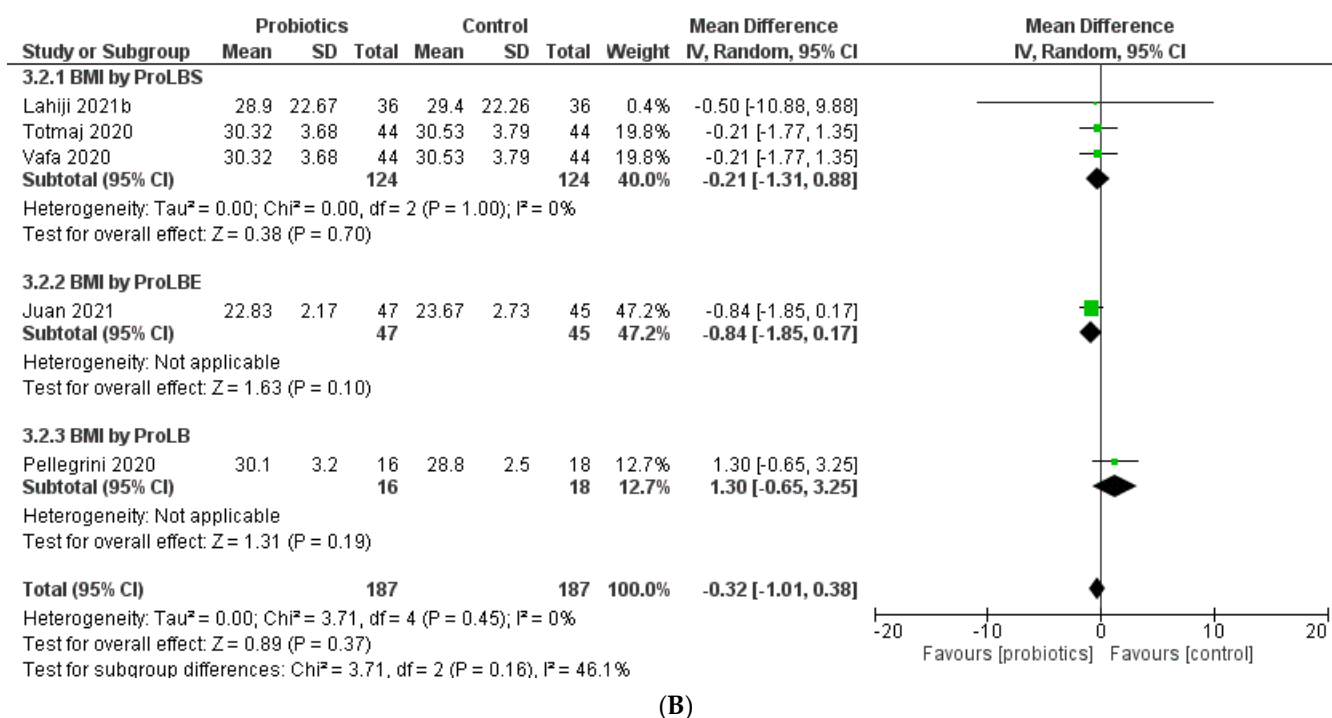 Probiotics Control Mean Difference Mean Difference
Study or Subgroup Mean SD Total Mean SD Total Weight IV, Random, 95% CI IV, Random, 95% CI
3.2.1 BMI by ProLBS
Lahiji 2021b 28.9 22.67 36 29.4 22.26 36 0.4% -0.50 [-10.88, 9.88]
Totmaj 2020 30.32 3.68 44 30.53 3.79 44 19.8% -0.21 [-1.77, 1.35]
Vafa 2020 30.32 3.68 44 30.53 3.79 44 19.8% -0.21 [-1.77, 1.35]
Subtotal (95% CI) 124 124 40.0% -0.21 [-1.31, 0.88]
Heterogeneity: Tau² = 0.00; Chi² = 0.00, df = 2 (P = 1.00); I² = 0%
Test for overall effect: Z = 0.38 (P = 0.70)
3.2.2 BMI by ProLBE
Juan 2021 22.83 2.17 47 23.67 2.73 45 47.2% -0.84 [-1.85, 0.17]
Subtotal (95% CI) 47 45 47.2% -0.84 [-1.85, 0.17]
Heterogeneity: Not applicable
Test for overall effect: Z = 1.63 (P = 0.10)
3.2.3 BMI by ProLB
Pellegrini 2020 30.1 3.2 16 28.8 2.5 18 12.7% 1.30 [-0.65, 3.25]
Subtotal (95% CI) 16 18 12.7% 1.30 [-0.65, 3.25]
Heterogeneity: Not applicable
Test for overall effect: Z = 1.31 (P = 0.19)
Total (95% CI) 187 187 100.0% -0.32 [-1.01, 0.38]
Heterogeneity: Tau² = 0.00; Chi² = 3.71, df = 4 (P = 0.45); I² = 0%
Test for overall effect: Z = 0.89 (P = 0.37)
Test for subgroup differences: Chi² = 3.71, df = 2 (P = 0.16), I² = 46.1%
-20 -10 0 10 20
Favours [probiotics] Favours [control]
(B)